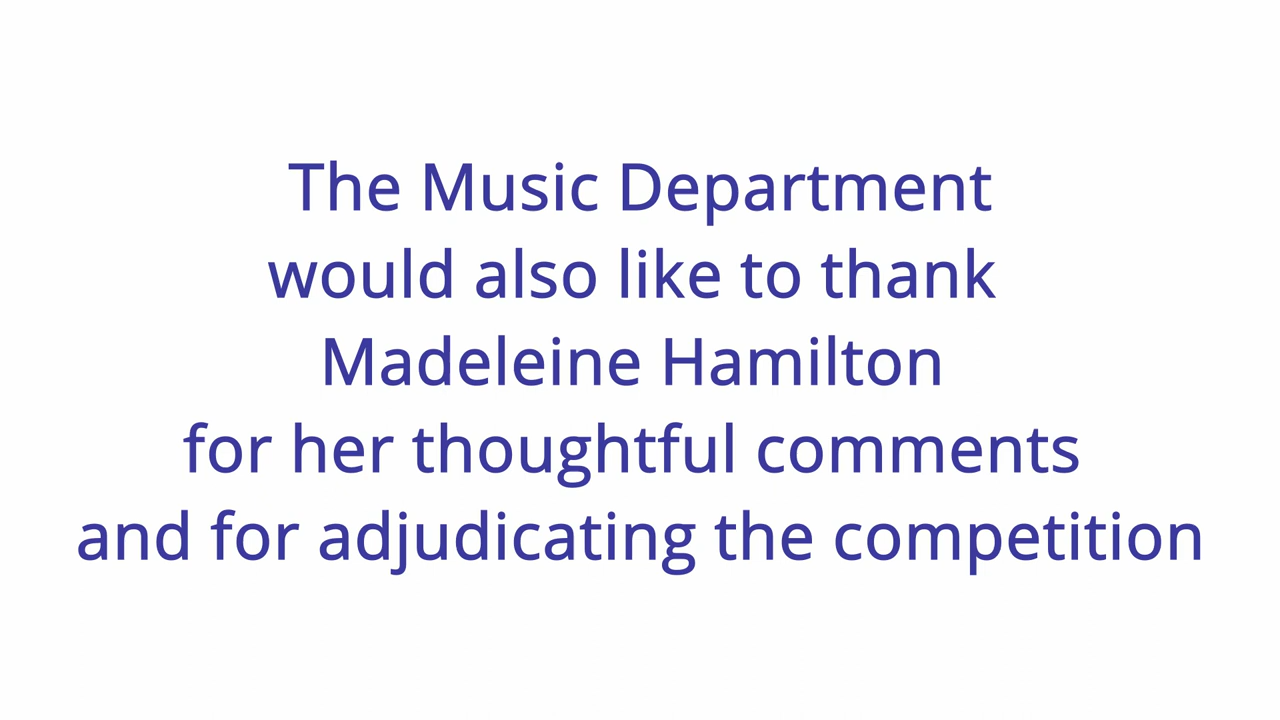 The Music Department
would also like to thank
Madeleine Hamilton
for her thoughtful comments
and for adjudicating the competition